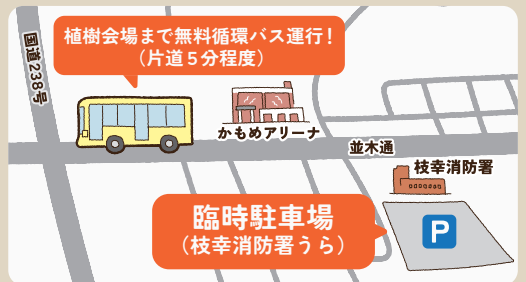 植樹会場まで無料循環バス運行！
（片道５分程度）
国道238号
かもめアリーナ
並木通
枝幸消防署
臨時駐車場
（枝幸消防署うら）
P